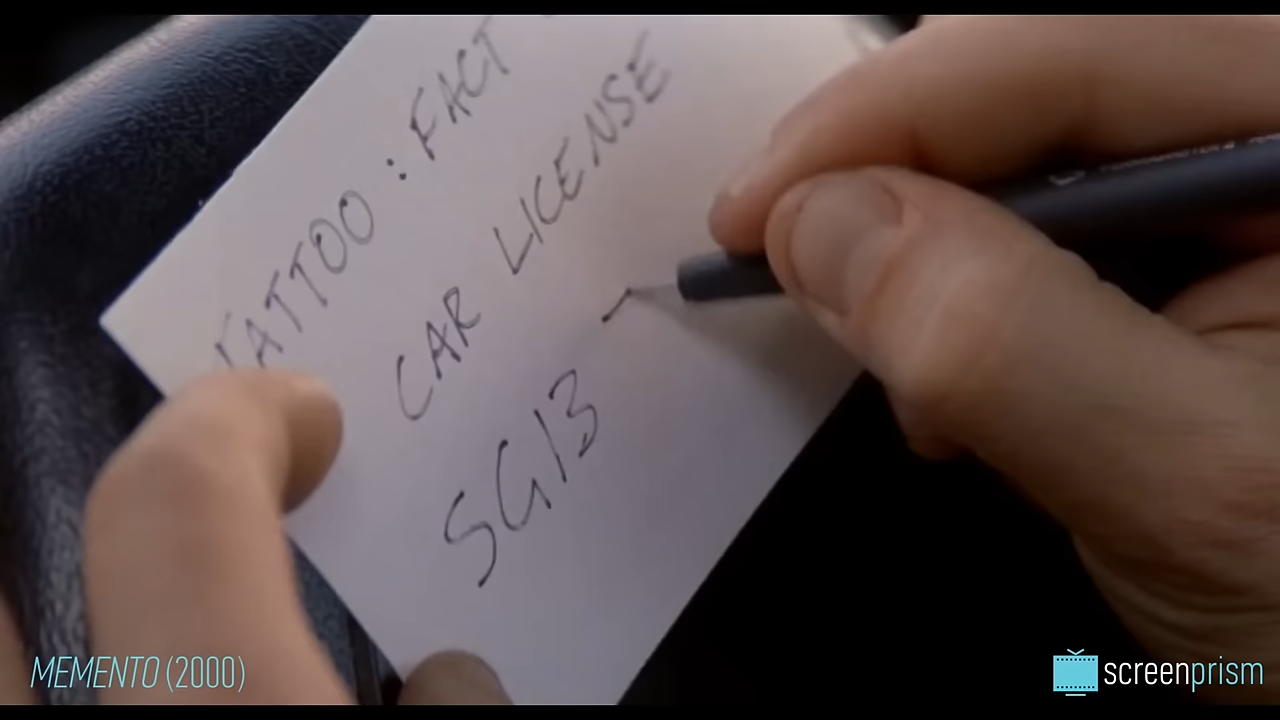 TATTOO : FACT
CAR LICENSE
SG13
MEMENTO (2000)
screenprism